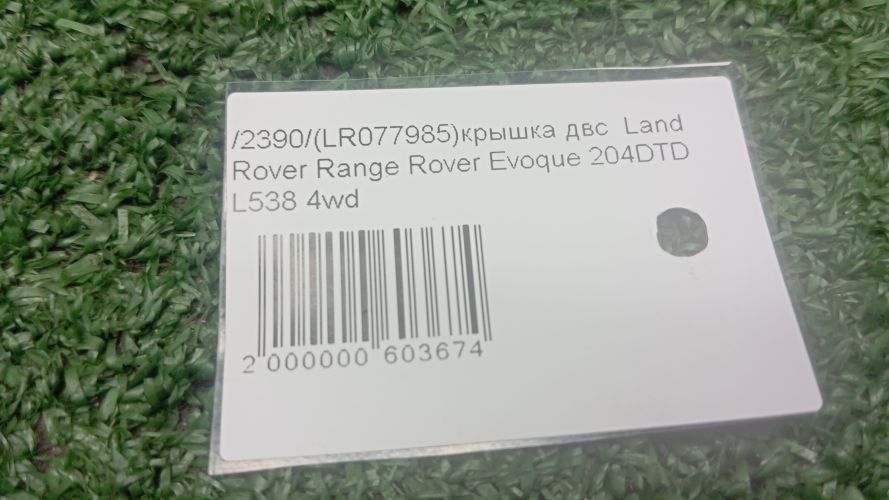 /2390/(LR077985)крышка двс  Land
Rover Range Rover Evoque 204DTD
L538 4wd
2 000000 603674